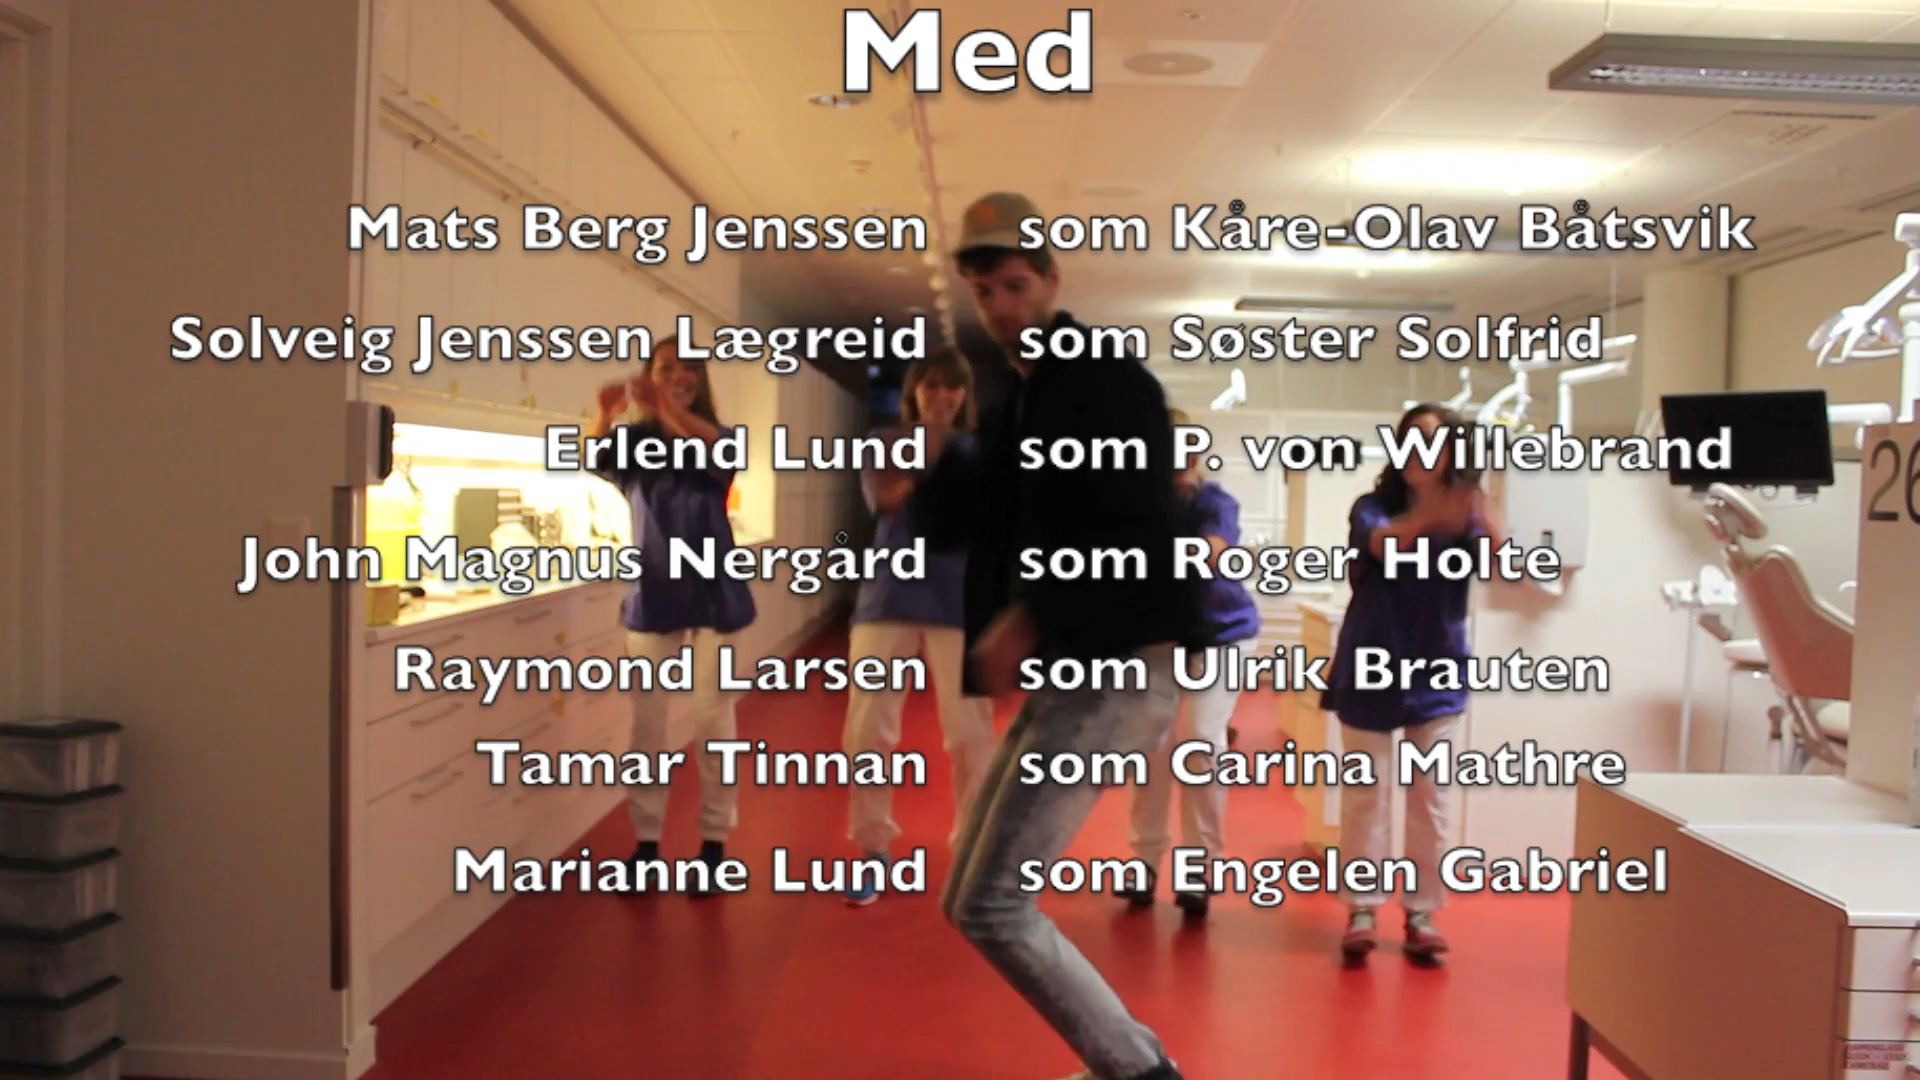 Med
Mats Berg Jenssen som Kåre-Olav Båtsvik
Solveig Jenssen Lægreid som Søster Solfrid
Erlend Lund som P. von Willebrand
John Magnus Nergård som Roger Holte
Raymond Larsen som Ulrik Brauten
Tamar Tinnan som Carina Mathre
Marianne Lund som Engelen Gabriel
26